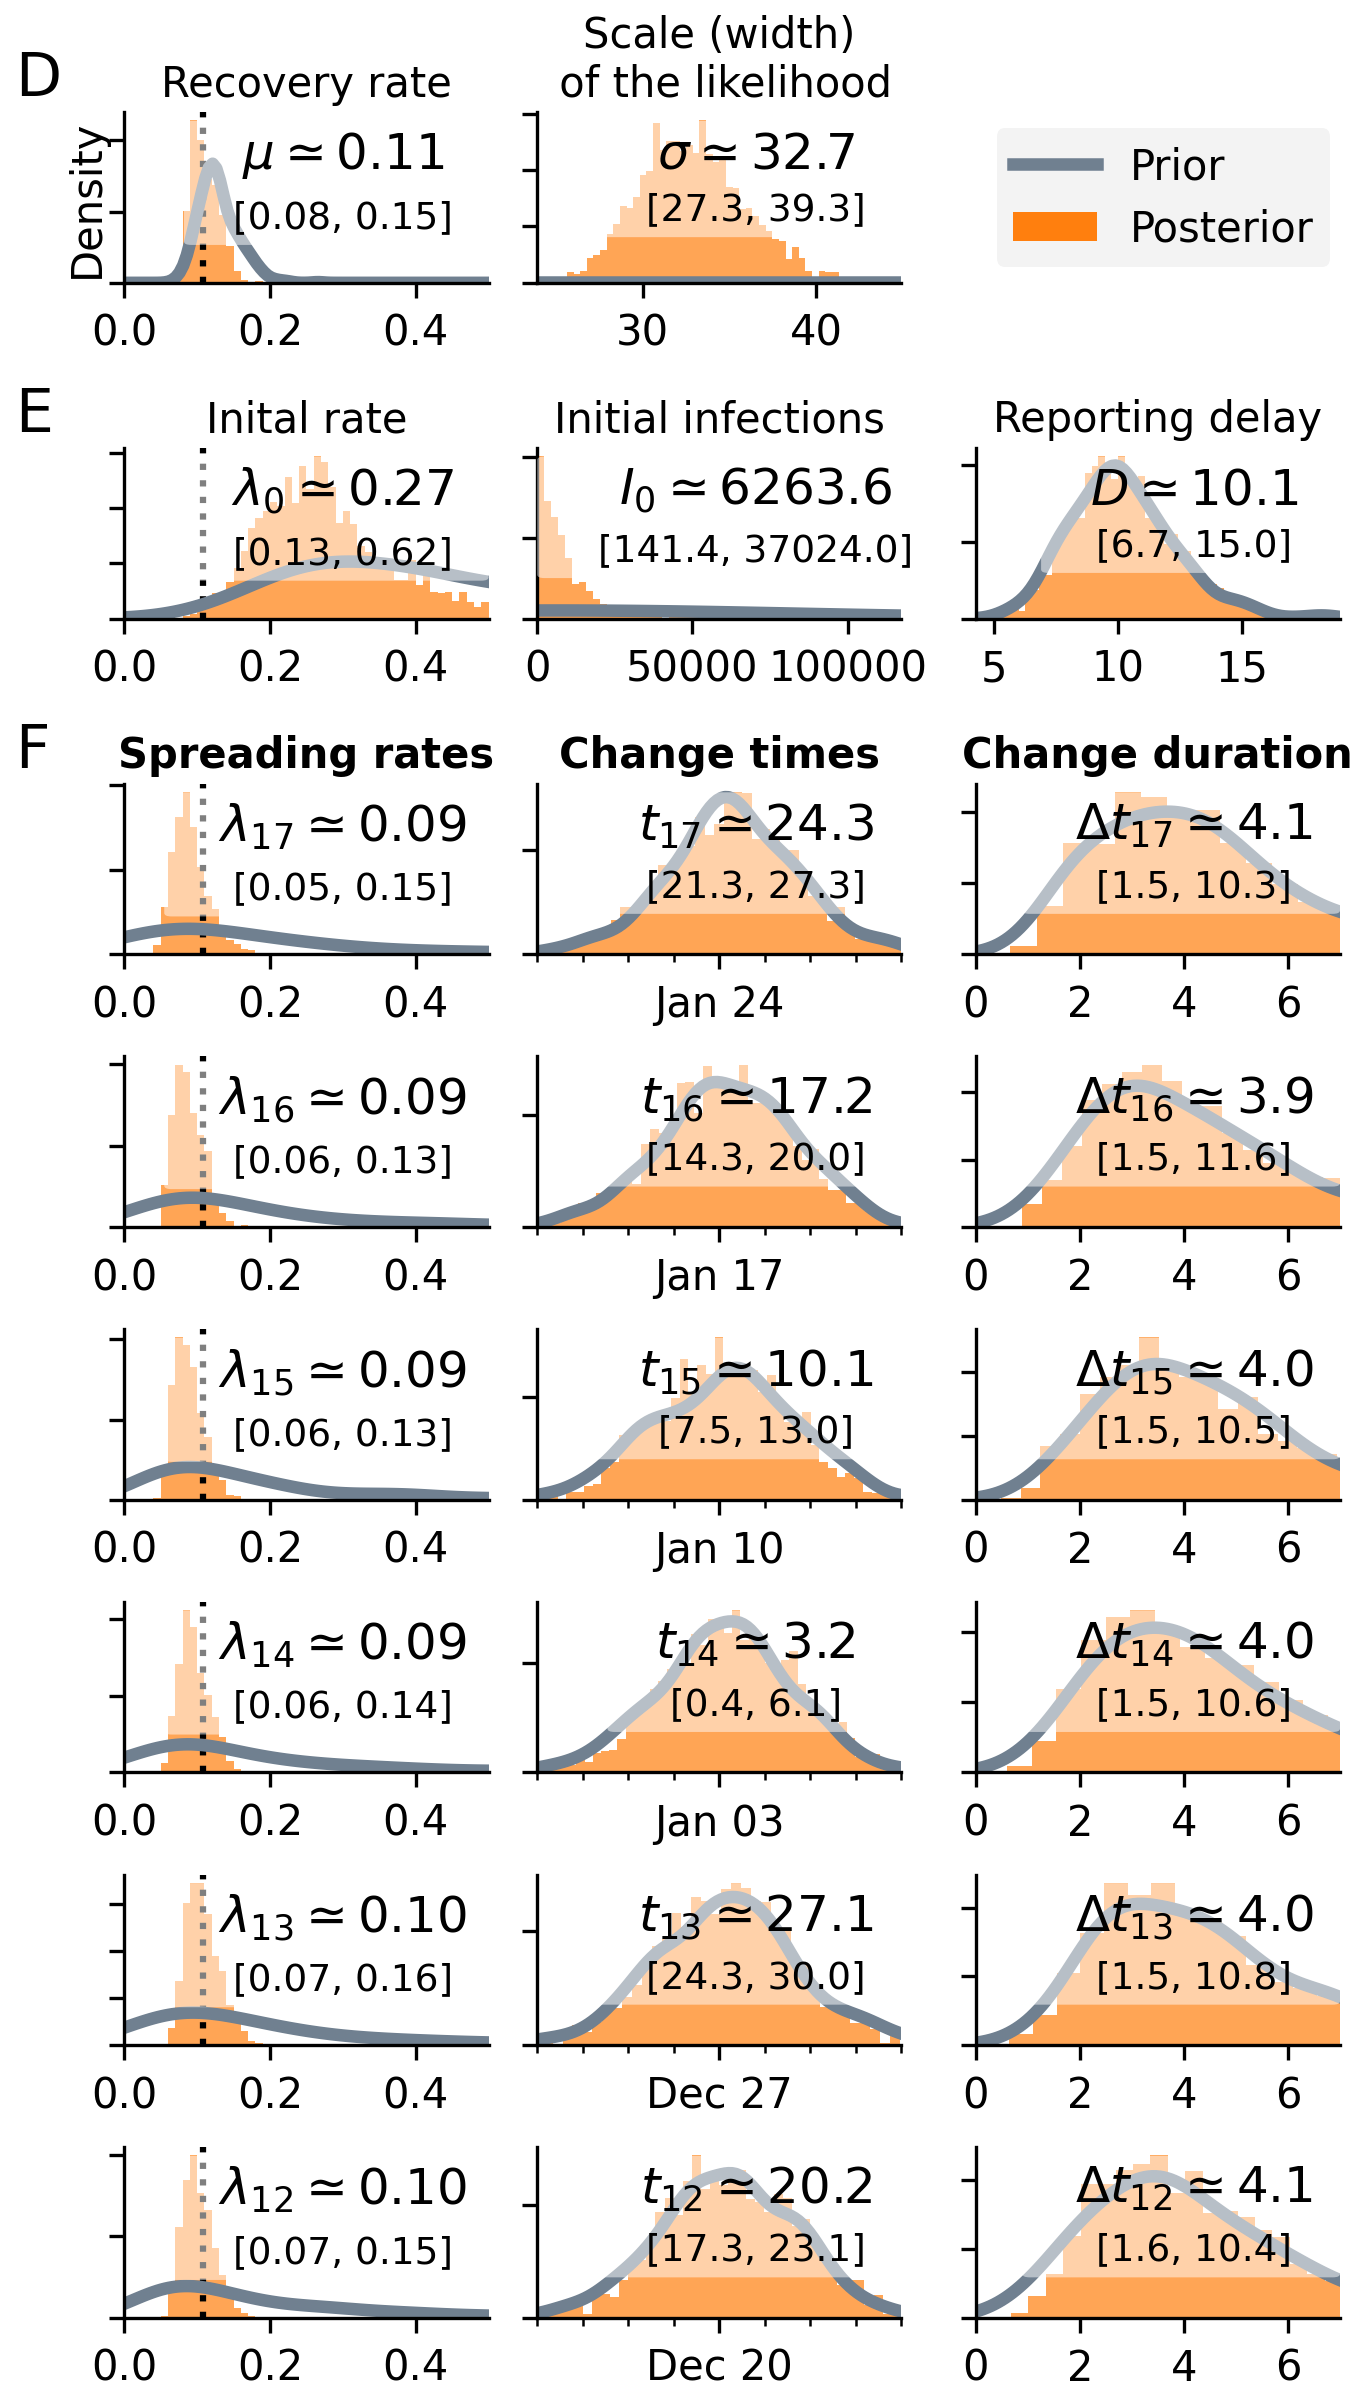 D
Recovery rate
Scale (width)
of the likelihood
Density
μ ≃ 0.11
[0.08, 0.15]
0.0 0.2 0.4
σ ≃ 32.7
[27.3, 39.3]
30 40
Prior
Posterior
E
Inital rate
λ0 ≃ 0.27
[0.13, 0.62]
0.0 0.2 0.4
Initial infections
I0 ≃ 6263.6
[141.4, 37024.0]
0 50000 100000
Reporting delay
D ≃ 10.1
[6.7, 15.0]
5 10 15
F
Spreading rates
Change times
Change duration
λ17 ≃ 0.09
[0.05, 0.15]
0.0 0.2 0.4
t17 ≃ 24.3
[21.3, 27.3]
Jan 24
Δt17 ≃ 4.1
[1.5, 10.3]
0 2 4 6
λ16 ≃ 0.09
[0.06, 0.13]
0.0 0.2 0.4
t16 ≃ 17.2
[14.3, 20.0]
Jan 17
Δt16 ≃ 3.9
[1.5, 11.6]
0 2 4 6
λ15 ≃ 0.09
[0.06, 0.13]
0.0 0.2 0.4
t15 ≃ 10.1
[7.5, 13.0]
Jan 10
Δt15 ≃ 4.0
[1.5, 10.5]
0 2 4 6
λ14 ≃ 0.09
[0.06, 0.14]
0.0 0.2 0.4
t14 ≃ 3.2
[0.4, 6.1]
Jan 03
Δt14 ≃ 4.0
[1.5, 10.6]
0 2 4 6
λ13 ≃ 0.10
[0.07, 0.16]
0.0 0.2 0.4
t13 ≃ 27.1
[24.3, 30.0]
Dec 27
Δt13 ≃ 4.0
[1.5, 10.8]
0 2 4 6
λ12 ≃ 0.10
[0.07, 0.15]
0.0 0.2 0.4
t12 ≃ 20.2
[17.3, 23.1]
Dec 20
Δt12 ≃ 4.1
[1.6, 10.4]
0 2 4 6